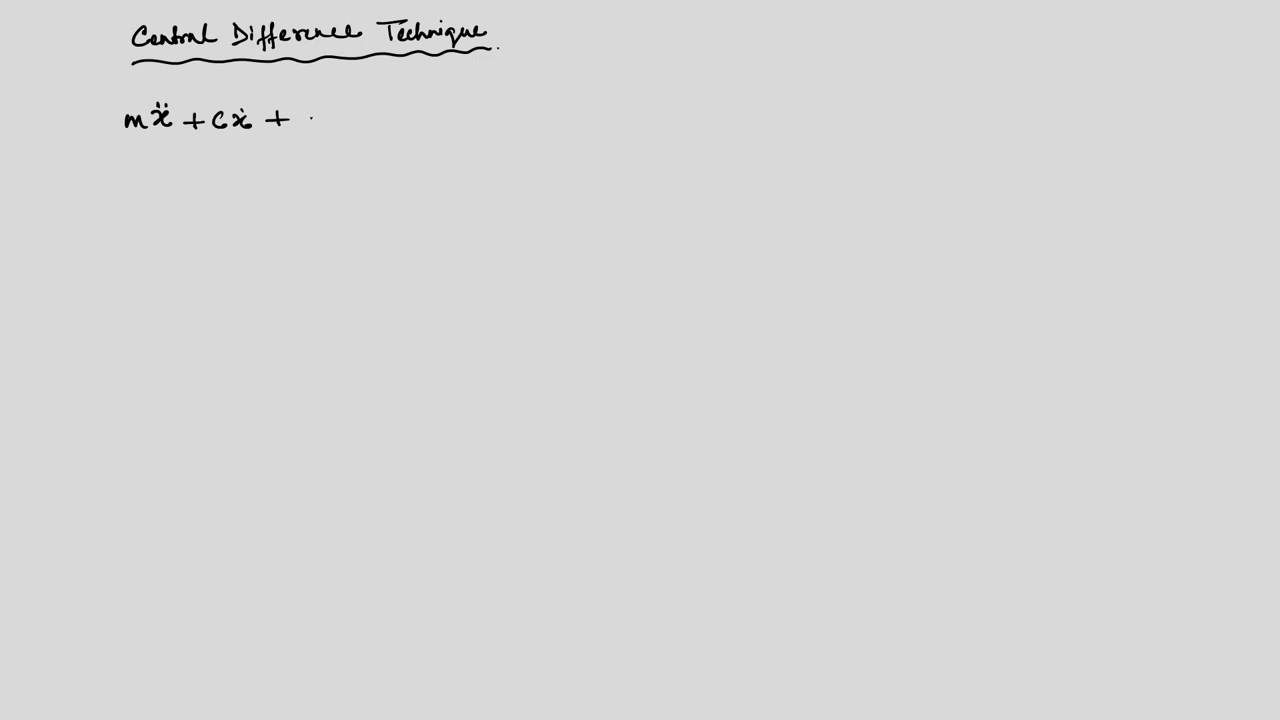 Central Difference Technique.
mẍ + cẋ +